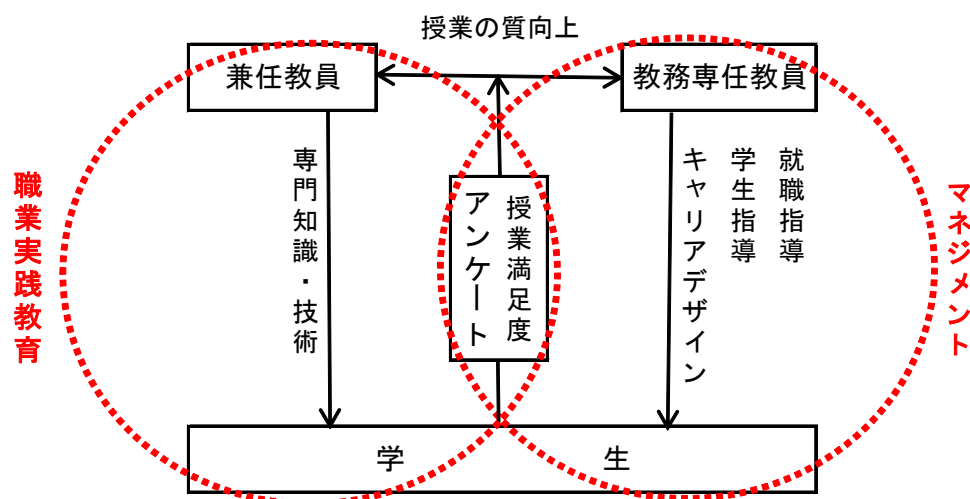 授業の質向上
兼任教員
教務専任教員
職業実践教育
専門知識・技術
授業満足度
アンケート
就職指導
学生指導
キャリアデザイン
マネジメント
学生